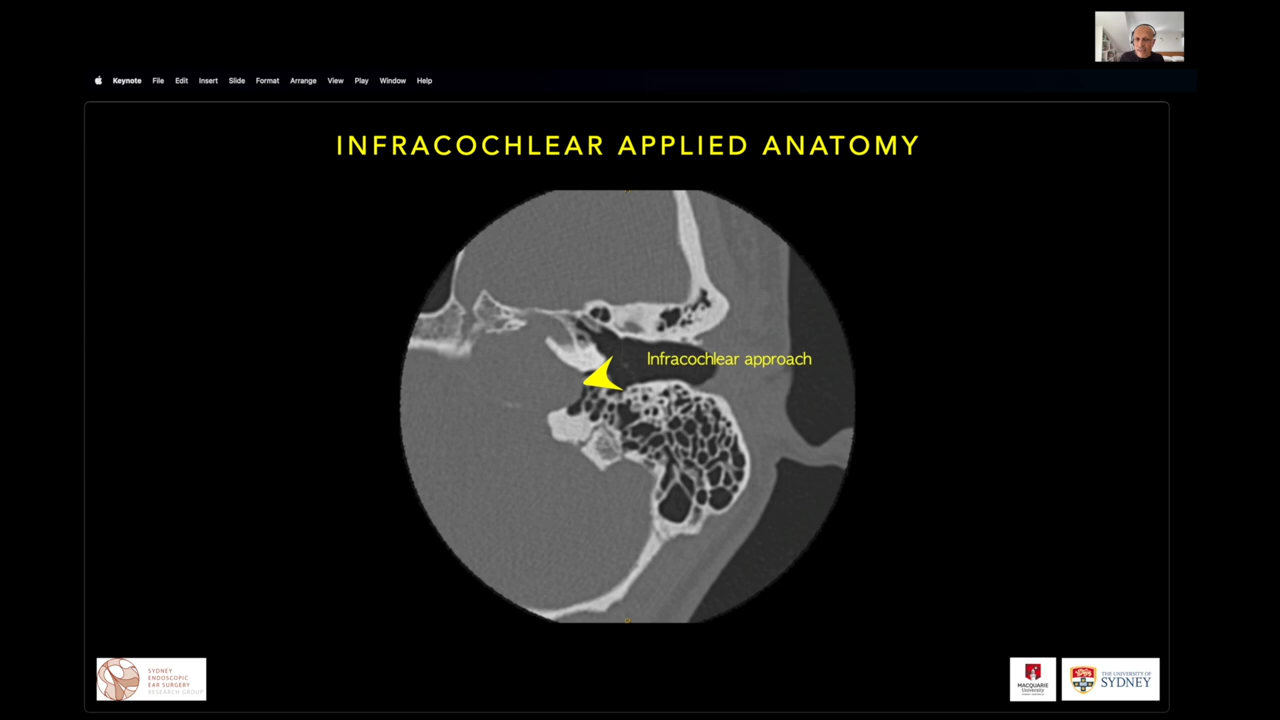 Keynote File Edit Insert Slide Format Arrange View Play Window Help
INFRACOCHLEAR APPLIED ANATOMY
Infracochlear approach
SYDNEY
ENDOSCOPIC
EAR SURGERY
RESEARCH GROUP
MACQUARIE
University
THE UNIVERSITY OF
SYDNEY